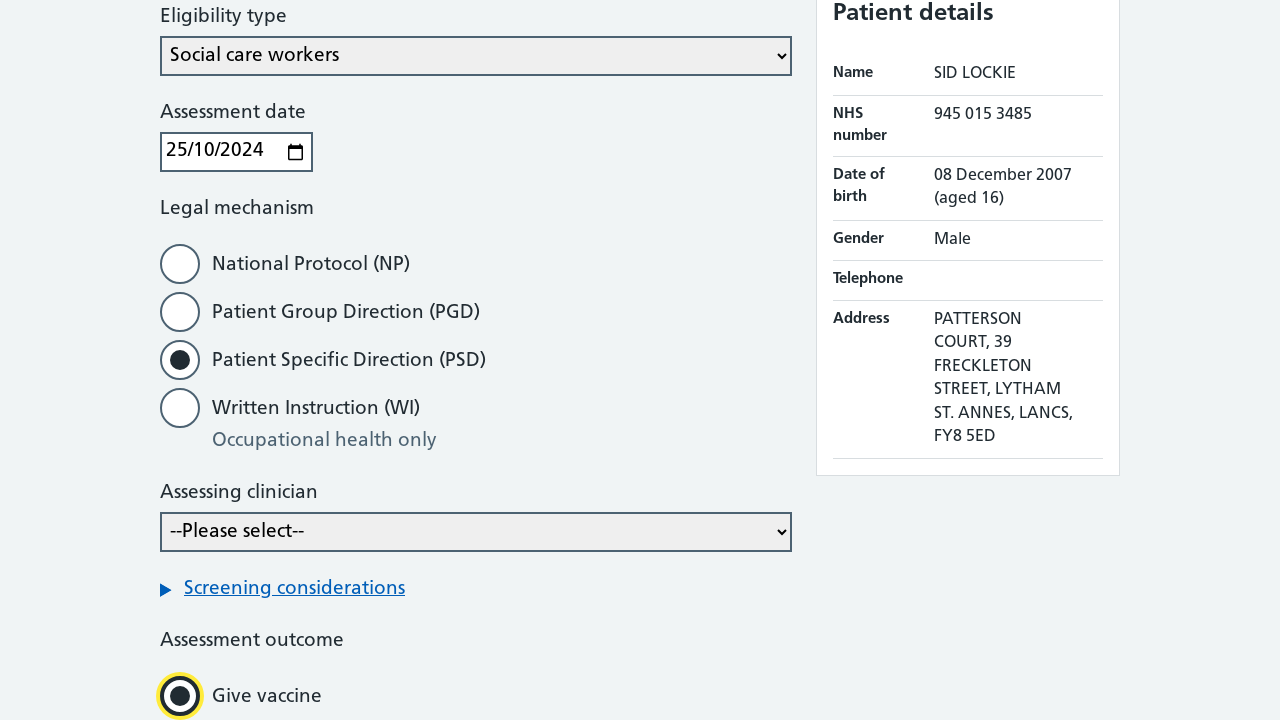 Eligibility type
Social care workers
Assessment date
25/10/2024
Legal mechanism
National Protocol (NP)
Patient Group Direction (PGD)
Patient Specific Direction (PSD)
Written Instruction (WI)
Occupational health only
Assessing clinician
--Please select--
Screening considerations
Assessment outcome
Give vaccine
Patient details
Name SID LOCKIE
NHS number 945 015 3485
Date of birth 08 December 2007 (aged 16)
Gender Male
Telephone
Address PATTERSON
COURT, 39
FRECKLETON
STREET, LYTHAM
ST. ANNES, LANCS,
FY8 5ED